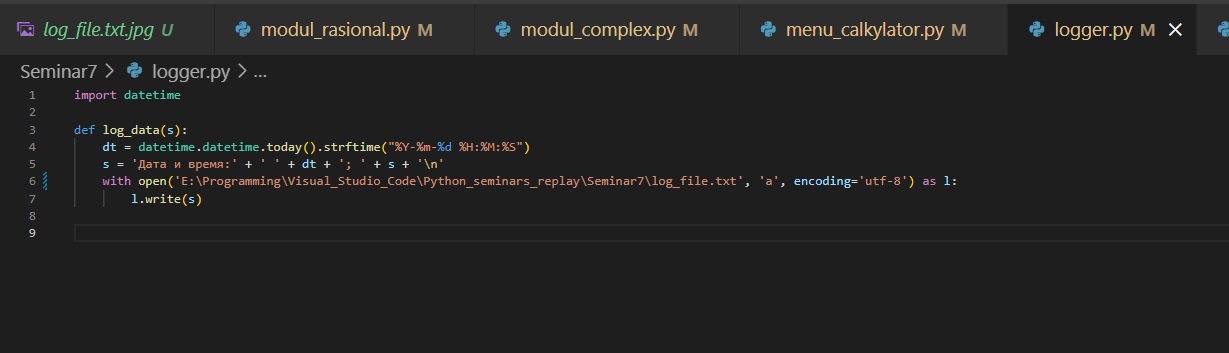 log_file.txt.jpg U
modul_rasional.py M
modul_complex.py M
menu_calkylator.py M
logger.py M
Seminar7 > logger.py > ...
1 import datetime
2
3 def log_data(s):
4     dt = datetime.datetime.today().strftime("%Y-%m-%d %H:%M:%S")
5     s = 'Дата и время:' + ' ' + dt + '; ' + s + '\n'
6     with open('E:\Programming\Visual_Studio_Code\Python_seminars_replay\Seminar7\log_file.txt', 'a', encoding='utf-8') as l:
7         l.write(s)
8
9